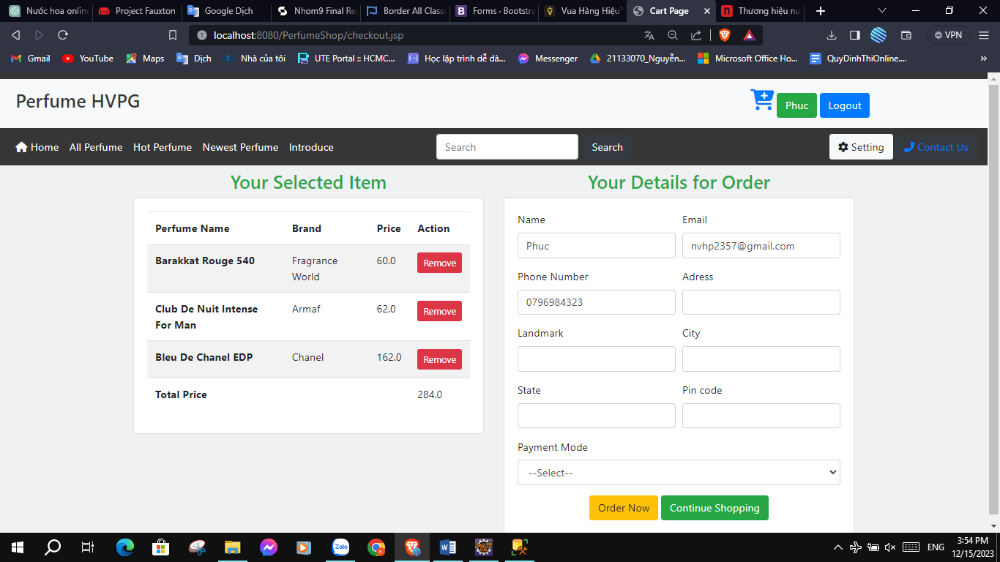 Nước hoa online
Project Fauxton
Google Dịch
Nhom9 Final Re
Border All Class
Forms · Bootstra
Vua Hàng Hiệu"
Cart Page
Thương hiệu nư
localhost:8080/PerfumeShop/checkout.jsp
VPN
Gmail
YouTube
Maps
Dịch
Nhà của tôi
UTE Portal :: HCMC...
Học lập trình dễ dà...
Messenger
21133070_Nguyễn...
Microsoft Office Ho...
QuyDinhThiOnline....
Perfume HVPG
Phuc
Logout
Home
All Perfume
Hot Perfume
Newest Perfume
Introduce
Search
Search
Setting
Contact Us
Your Selected Item
Perfume Name Brand Price Action
Barakkat Rouge 540 Fragrance World 60.0 Remove
Club De Nuit Intense For Man Armaf 62.0 Remove
Bleu De Chanel EDP Chanel 162.0 Remove
Total Price 284.0
Your Details for Order
Name
Phuc
Email
nvhp2357@gmail.com
Phone Number
0796984323
Adress
Landmark
City
State
Pin code
Payment Mode
--Select--
Order Now
Continue Shopping
Zalo
ENG
3:54 PM
12/15/2023